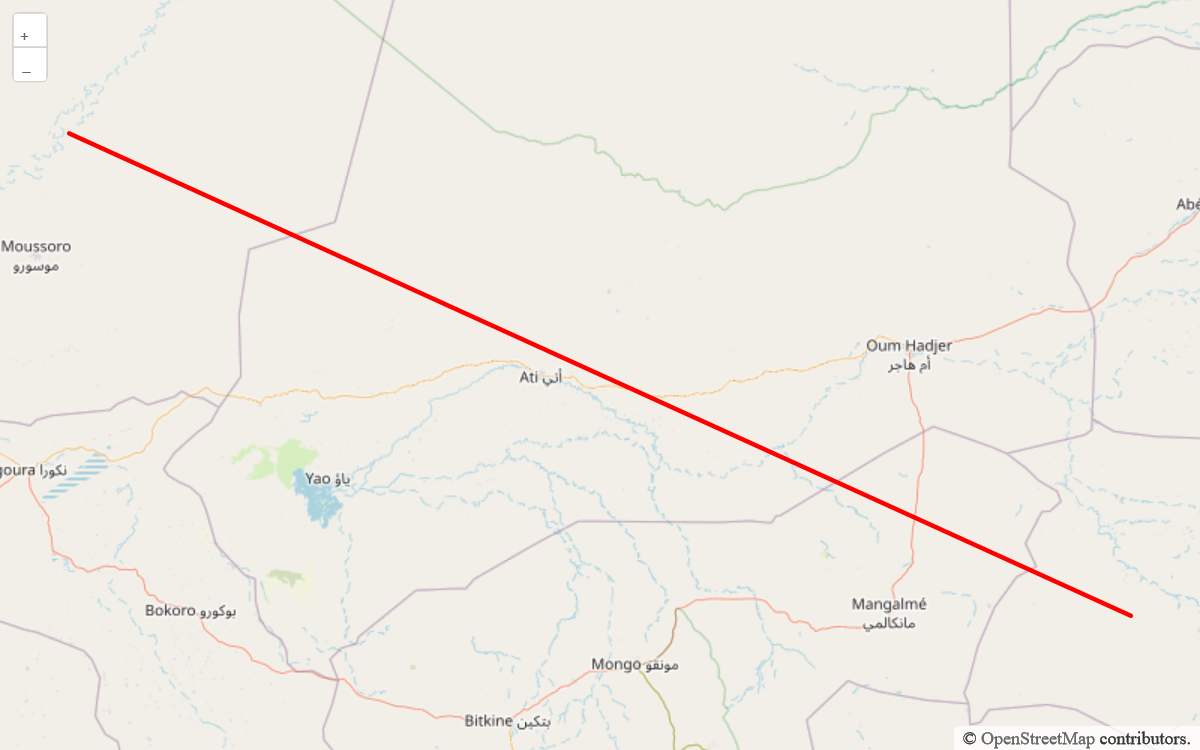 +
–
Abé
Moussoro
موسورو
Oum Hadjer
أم هاجر
Ati أتي
goura نكورا
Yao ياؤ
Bokoro بوكورو
Mangalmé
مانكالمي
Mongo مونقو
Bitkine بتكين
© OpenStreetMap contributors.